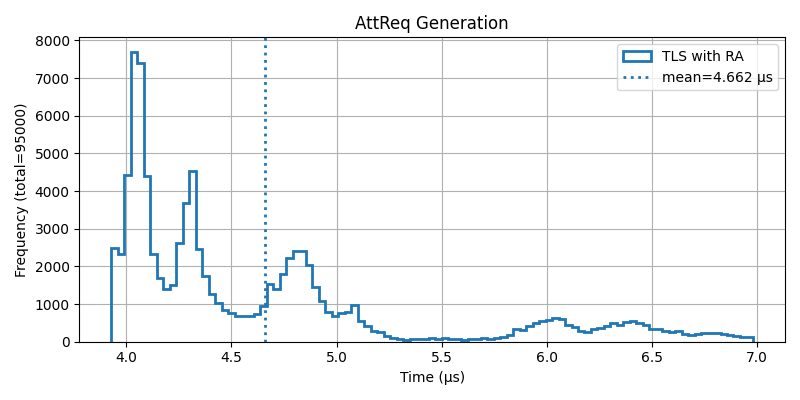 AttReq Generation
TLS with RA
mean=4.662 µs
Frequency (total=95000)
8000
7000
6000
5000
4000
3000
2000
1000
0
4.0 4.5 5.0 5.5 6.0 6.5 7.0
Time (µs)